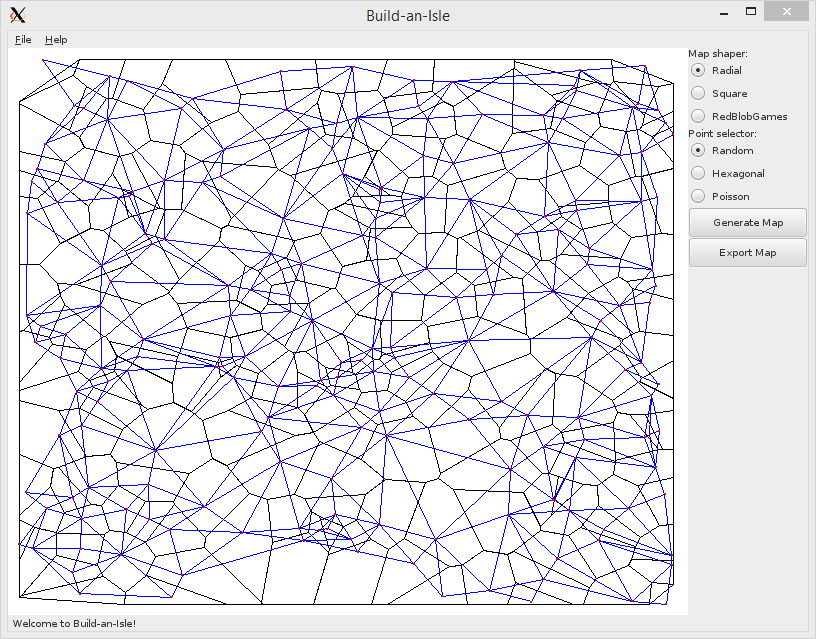 Build-an-Isle
File Help
Map shaper:
Radial
Square
RedBlobGames
Point selector:
Random
Hexagonal
Poisson
Generate Map
Export Map
Welcome to Build-an-Isle!